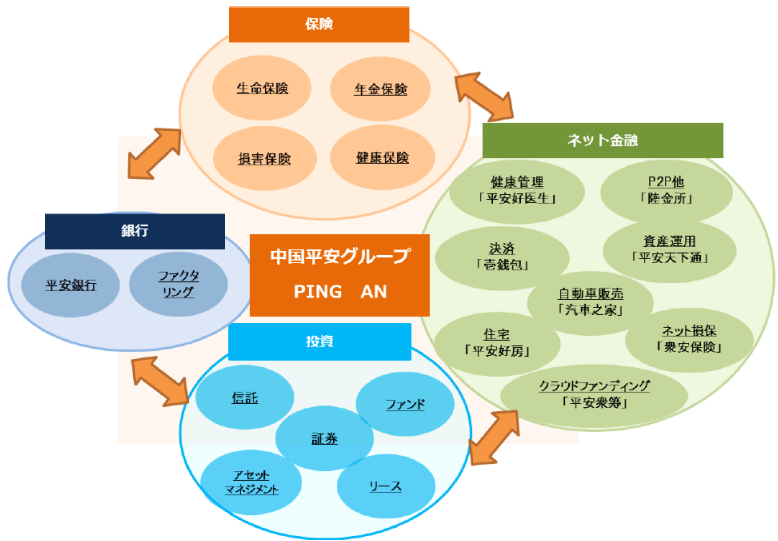 保険
生命保険
年金保険
損害保険
健康保険
ネット金融
健康管理
「平安好医生」
P2P他
「陸金所」
決済
「壱銭包」
資産運用
「平安天下通」
自動車販売
「汽車之家」
住宅
「平安好房」
ネット損保
「衆安保険」
クラウドファンディング
「平安衆筹」
銀行
平安銀行
ファクタ
リング
中国平安グループ
PING AN
投資
信託
ファンド
証券
アセット
マネジメント
リース